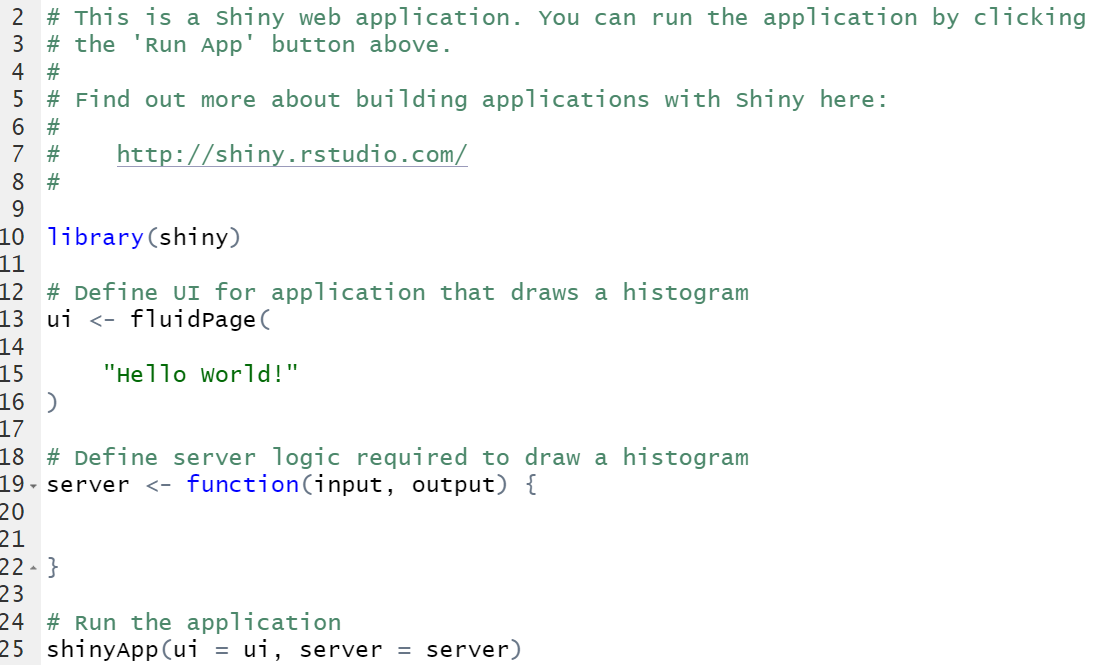 2 # This is a Shiny web application. You can run the application by clicking
3 # the 'Run App' button above.
4 #
5 # Find out more about building applications with Shiny here:
6 #
7 #    http://shiny.rstudio.com/
8 #
9
10 library(shiny)
11
12 # Define UI for application that draws a histogram
13 ui <- fluidPage(
14
15     "Hello World!"
16 )
17
18 # Define server logic required to draw a histogram
19 server <- function(input, output) {
20
21
22 }
23
24 # Run the application
25 shinyApp(ui = ui, server = server)